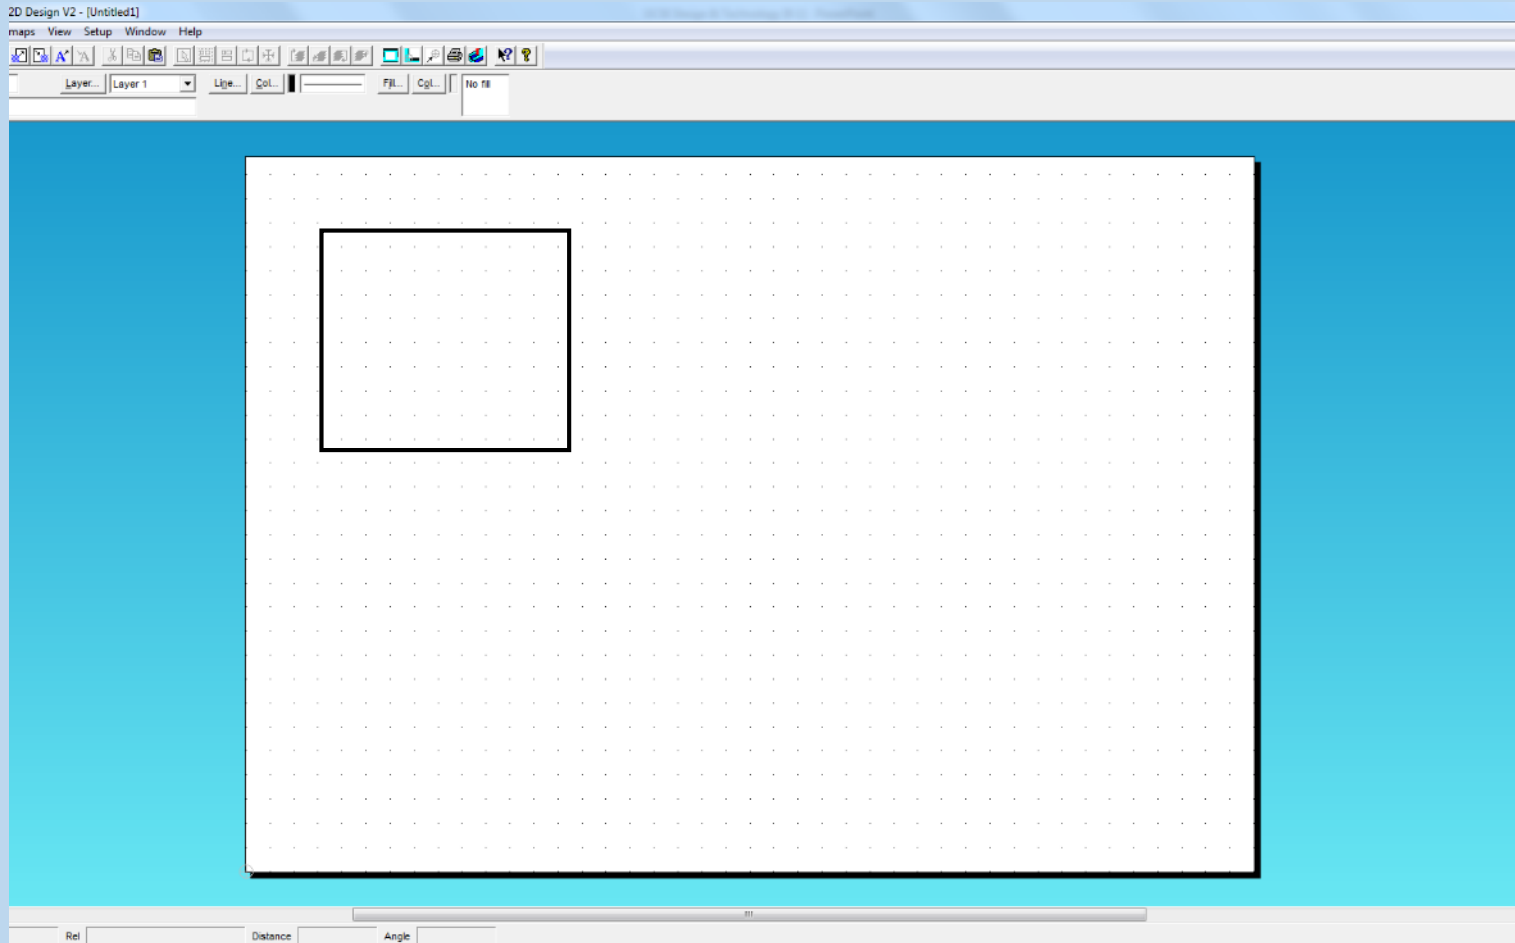 2D Design V2 - [Untitled1]
maps View Setup Window Help
Layer... Layer 1 Line... Col... Fill... Col... No fill
Rel Distance Angle